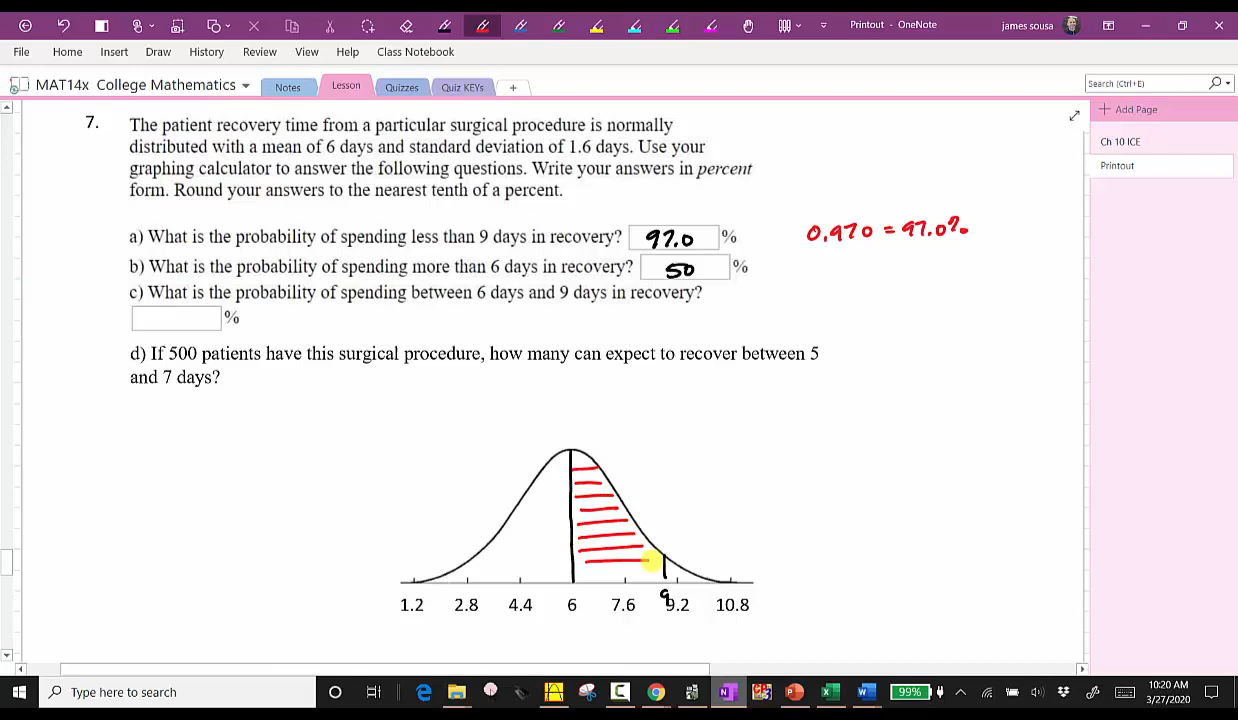 Printout - OneNote
james sousa
File Home Insert Draw History Review View Help Class Notebook
MAT14x College Mathematics Notes Lesson Quizzes Quiz KEYs +
Search (Ctrl+E)
Add Page
Ch 10 ICE
Printout
7. The patient recovery time from a particular surgical procedure is normally
distributed with a mean of 6 days and standard deviation of 1.6 days. Use your
graphing calculator to answer the following questions. Write your answers in percent
form. Round your answers to the nearest tenth of a percent.
a) What is the probability of spending less than 9 days in recovery? 97.0 %
0.970 = 97.0%
b) What is the probability of spending more than 6 days in recovery? 50 %
c) What is the probability of spending between 6 days and 9 days in recovery?
%
d) If 500 patients have this surgical procedure, how many can expect to recover between 5
and 7 days?
9
1.2 2.8 4.4 6 7.6 9.2 10.8
Type here to search
99%
10:20 AM
3/27/2020